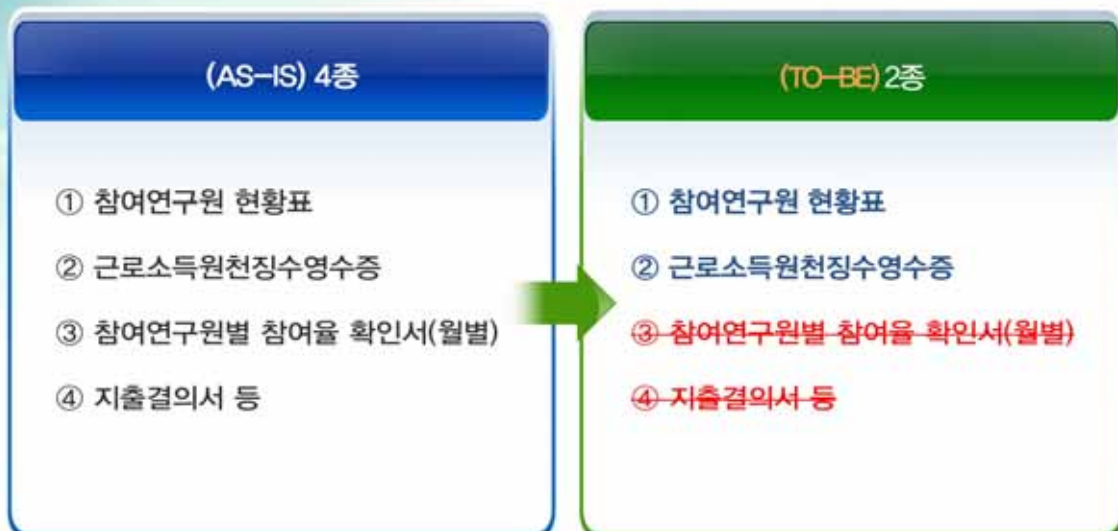 (AS-IS) 4종
① 참여연구원 현황표
② 근로소득원천징수영수증
③ 참여연구원별 참여율 확인서(월별)
④ 지출결의서 등
(TO-BE) 2종
① 참여연구원 현황표
② 근로소득원천징수영수증
③ 참여연구원별 참여율 확인서(월별)
④ 지출결의서 등